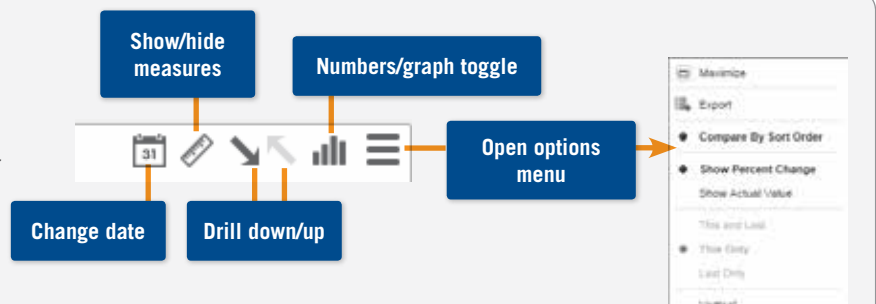 Show/hide
measures
Numbers/graph toggle
31
Change date
Drill down/up
Open options
menu
Maximize
Export
Compare By Sort Order
Show Percent Change
Show Actual Value
This and Last
This Only
Last Only
Vertical